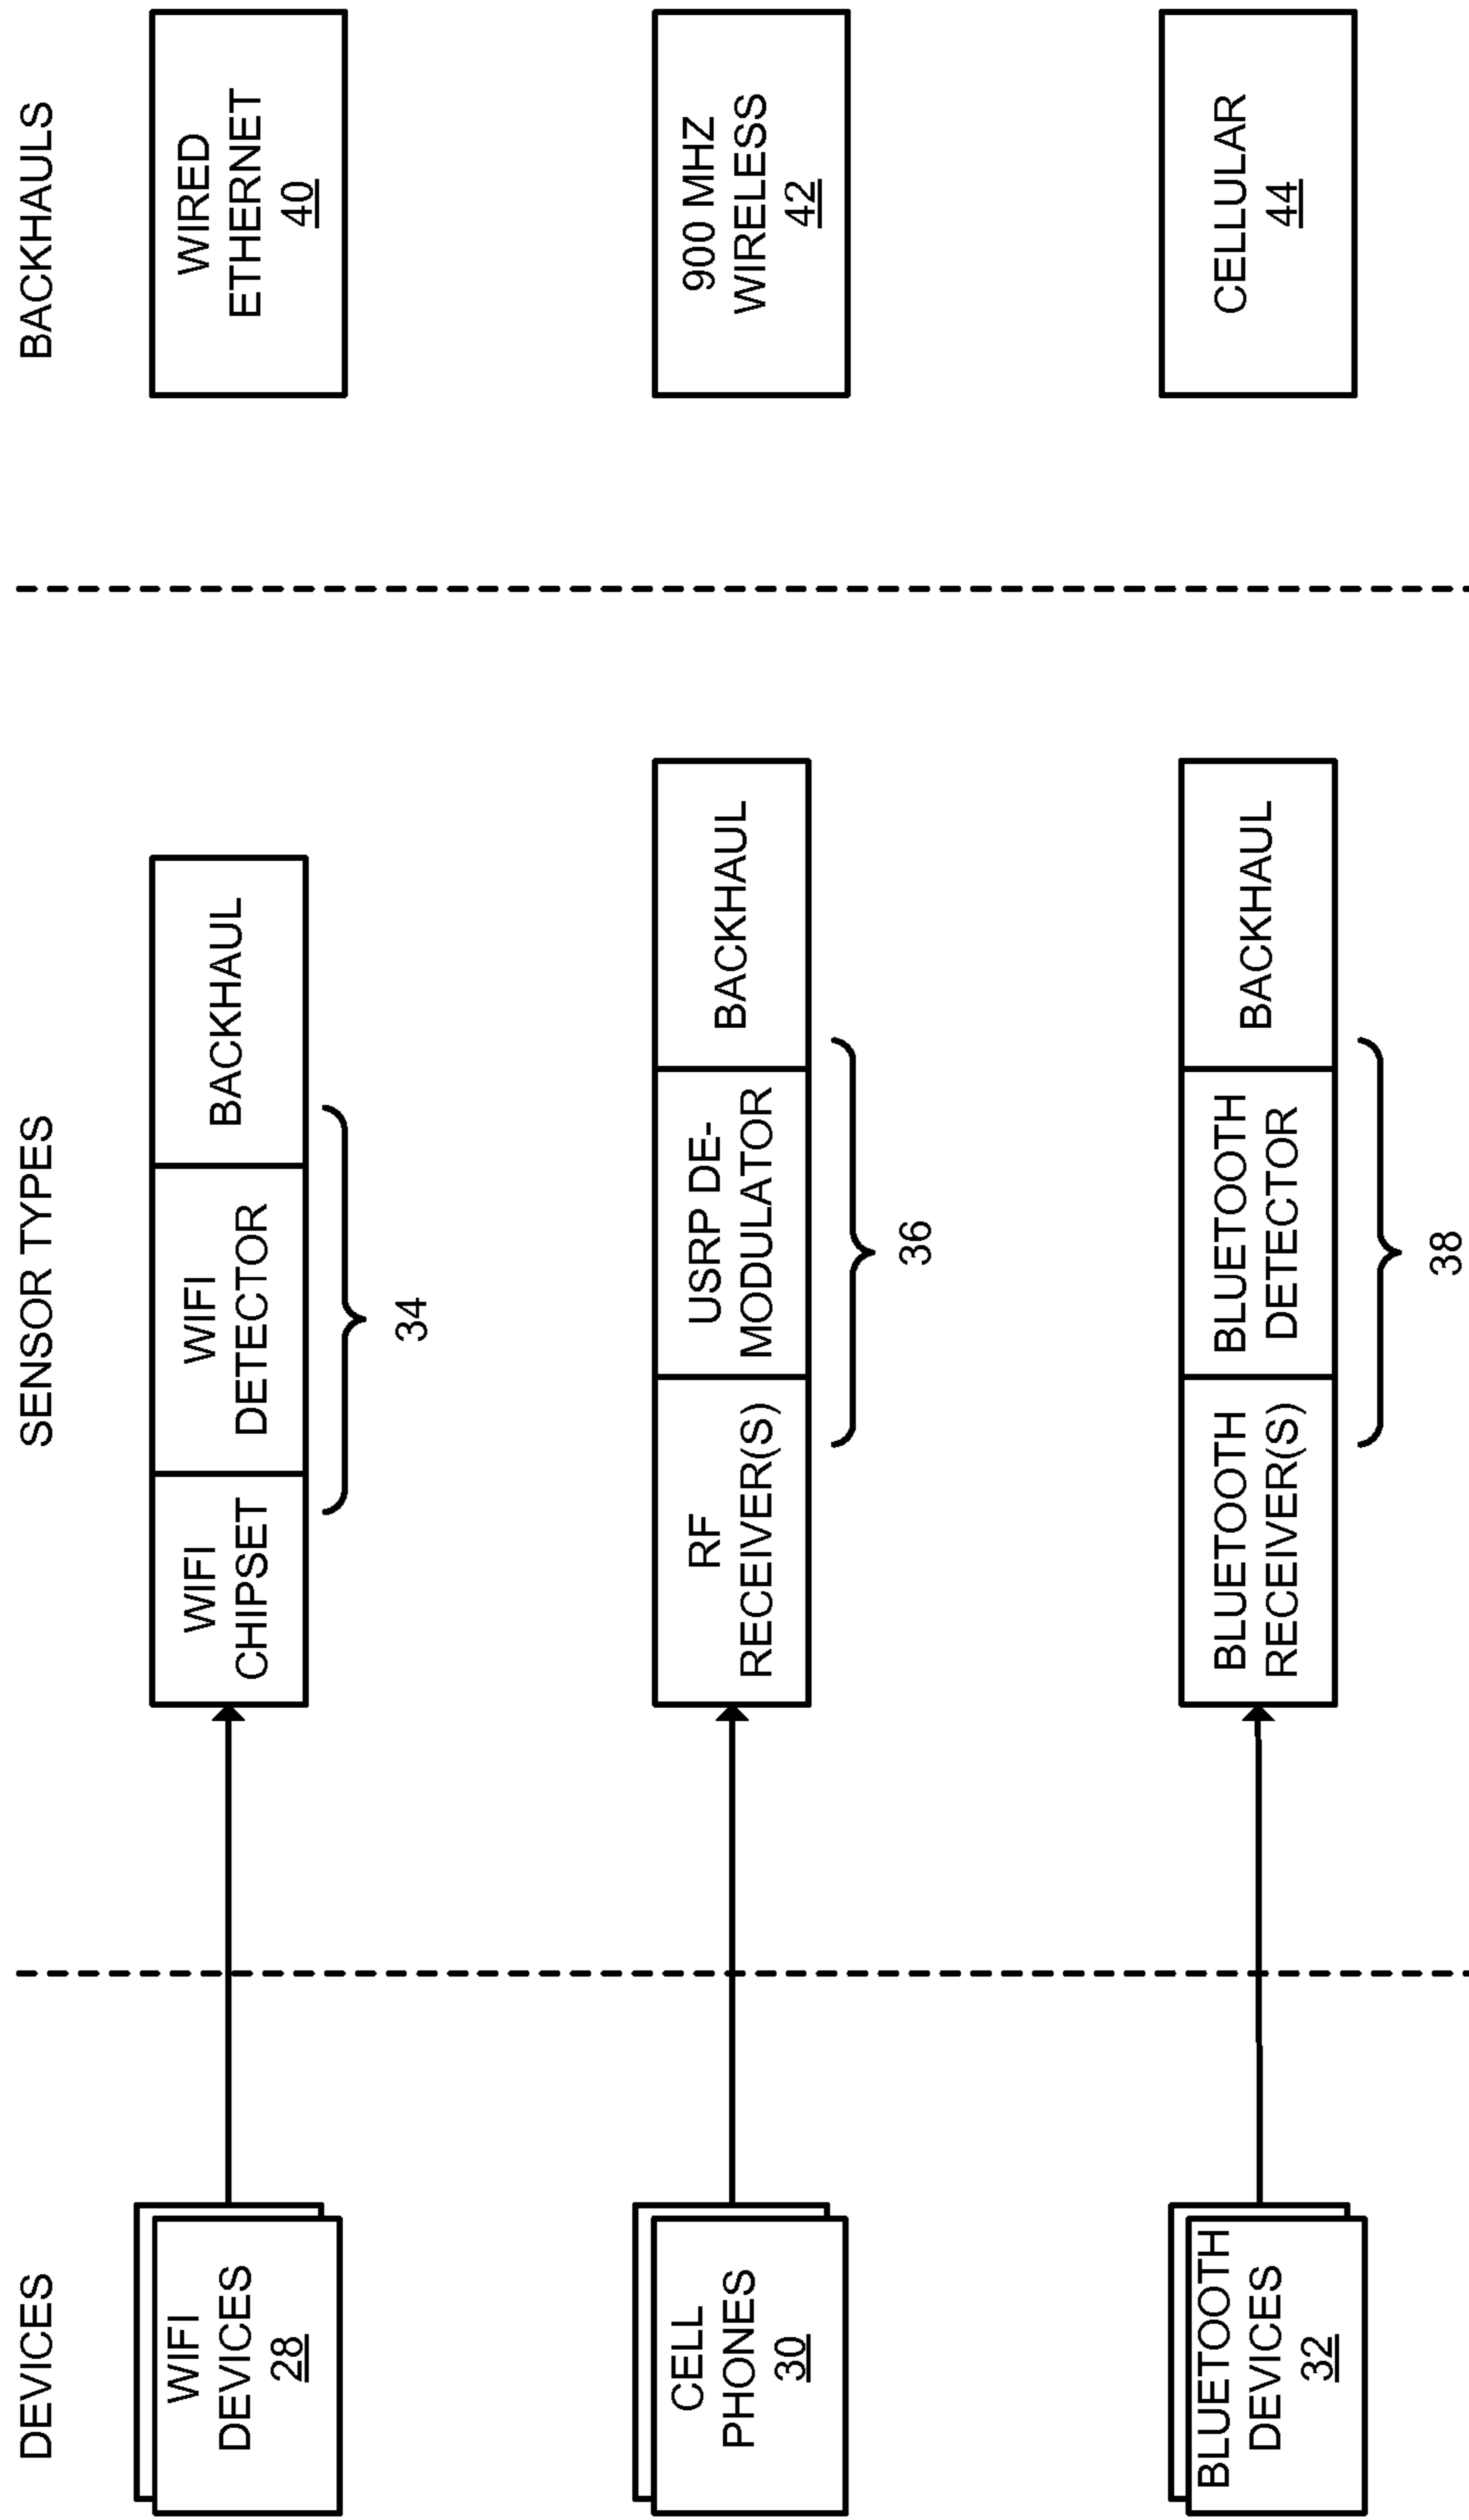 DEVICES
SENSOR TYPES
BACKHAULS
WIFI
DEVICES
28
WIFI
CHIPSET
WIFI
DETECTOR
BACKHAUL
34
WIRED
ETHERNET
40
CELL
PHONES
30
RF
RECEIVER(S)
USRP DE-
MODULATOR
BACKHAUL
36
900 MHZ
WIRELESS
42
BLUETOOTH
DEVICES
32
BLUETOOTH
RECEIVER(S)
BLUETOOTH
DETECTOR
BACKHAUL
38
CELLULAR
44